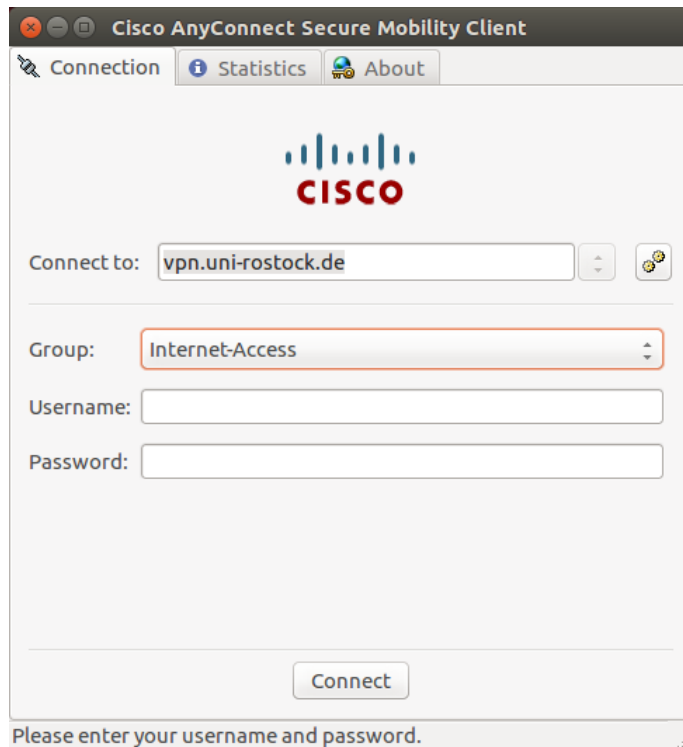 Cisco AnyConnect Secure Mobility Client
Connection Statistics About
CISCO
Connect to: vpn.uni-rostock.de
Group: Internet-Access
Username:
Password:
Connect
Please enter your username and password.